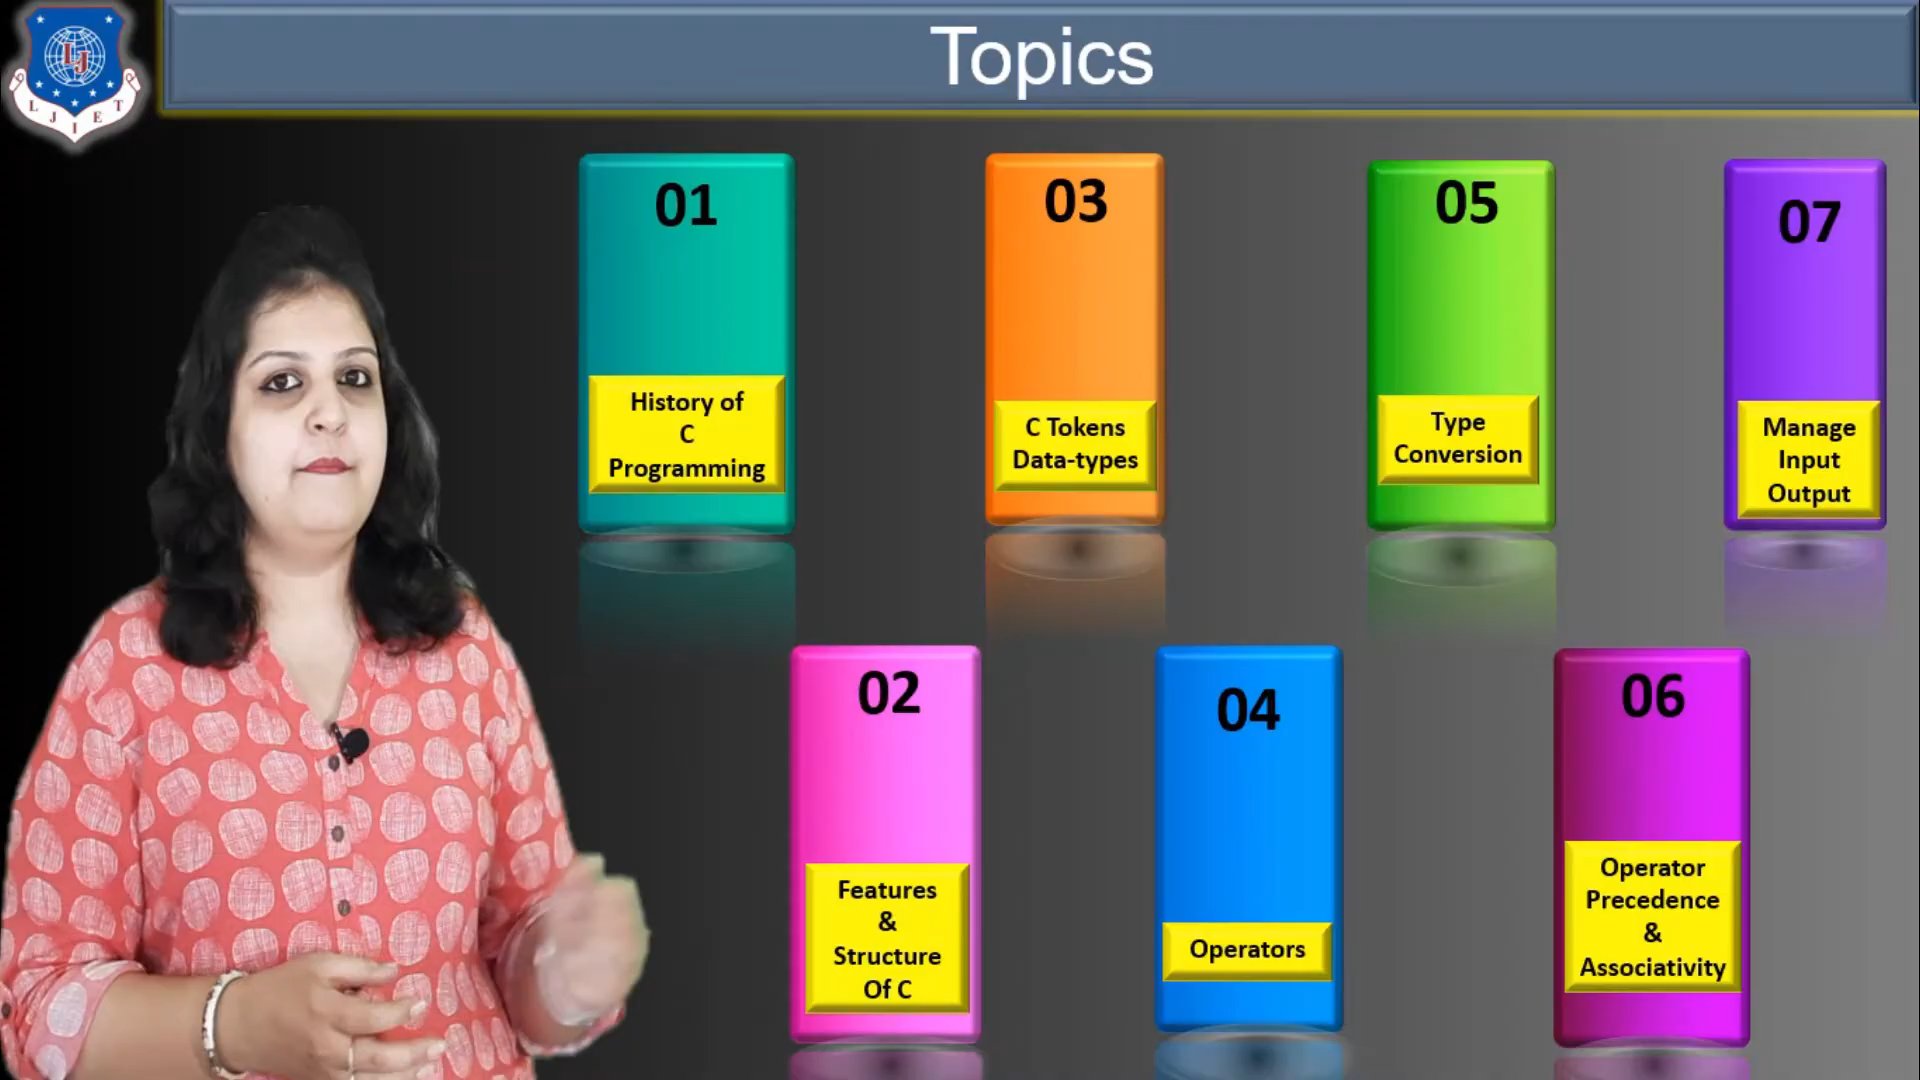 Topics
LJ
L J I E T
01
History of
C
Programming
02
Features
&
Structure
Of C
03
C Tokens
Data-types
04
Operators
05
Type
Conversion
06
Operator
Precedence
&
Associativity
07
Manage
Input
Output